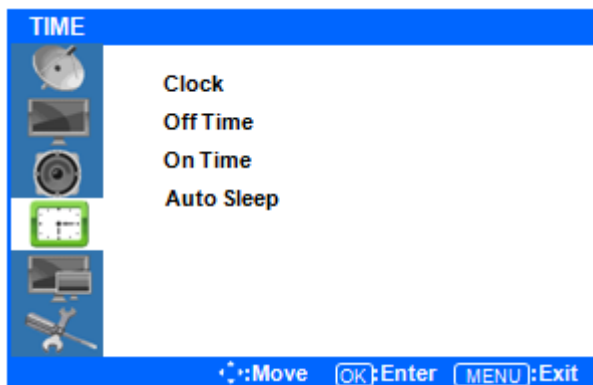 TIME
Clock
Off Time
On Time
Auto Sleep
:Move OK:Enter MENU:Exit